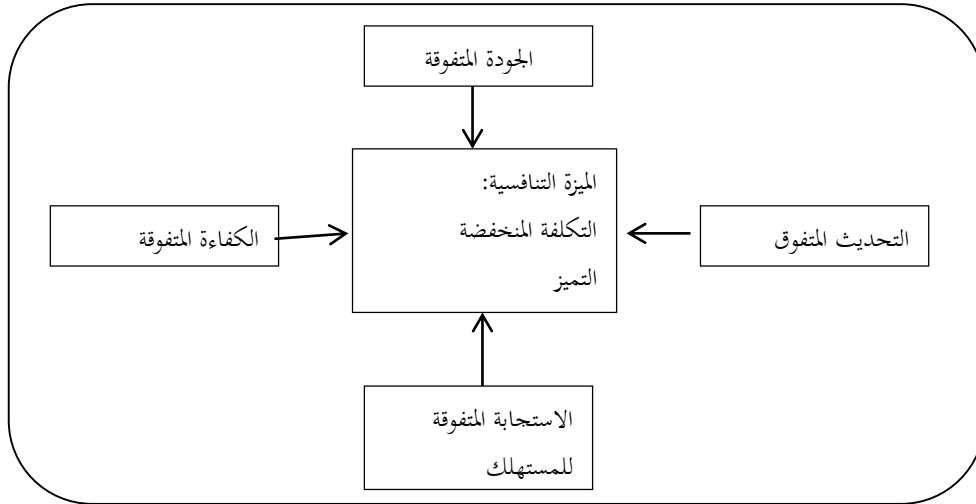 الجودة المتفوقة
الميزة التنافسية:
التكلفة المنخفضة
التميز
التحديث المتفوق
الكفاءة المتفوقة
الاستجابة المتفوقة
للمستهلك